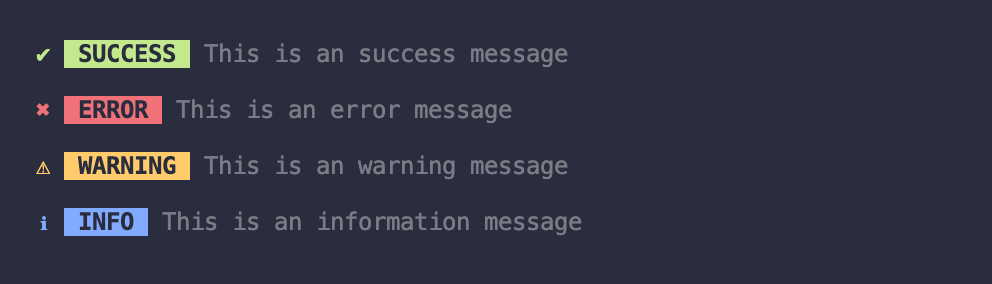 ✔ SUCCESS This is an success message
✖ ERROR This is an error message
⚠ WARNING This is an warning message
ℹ INFO This is an information message